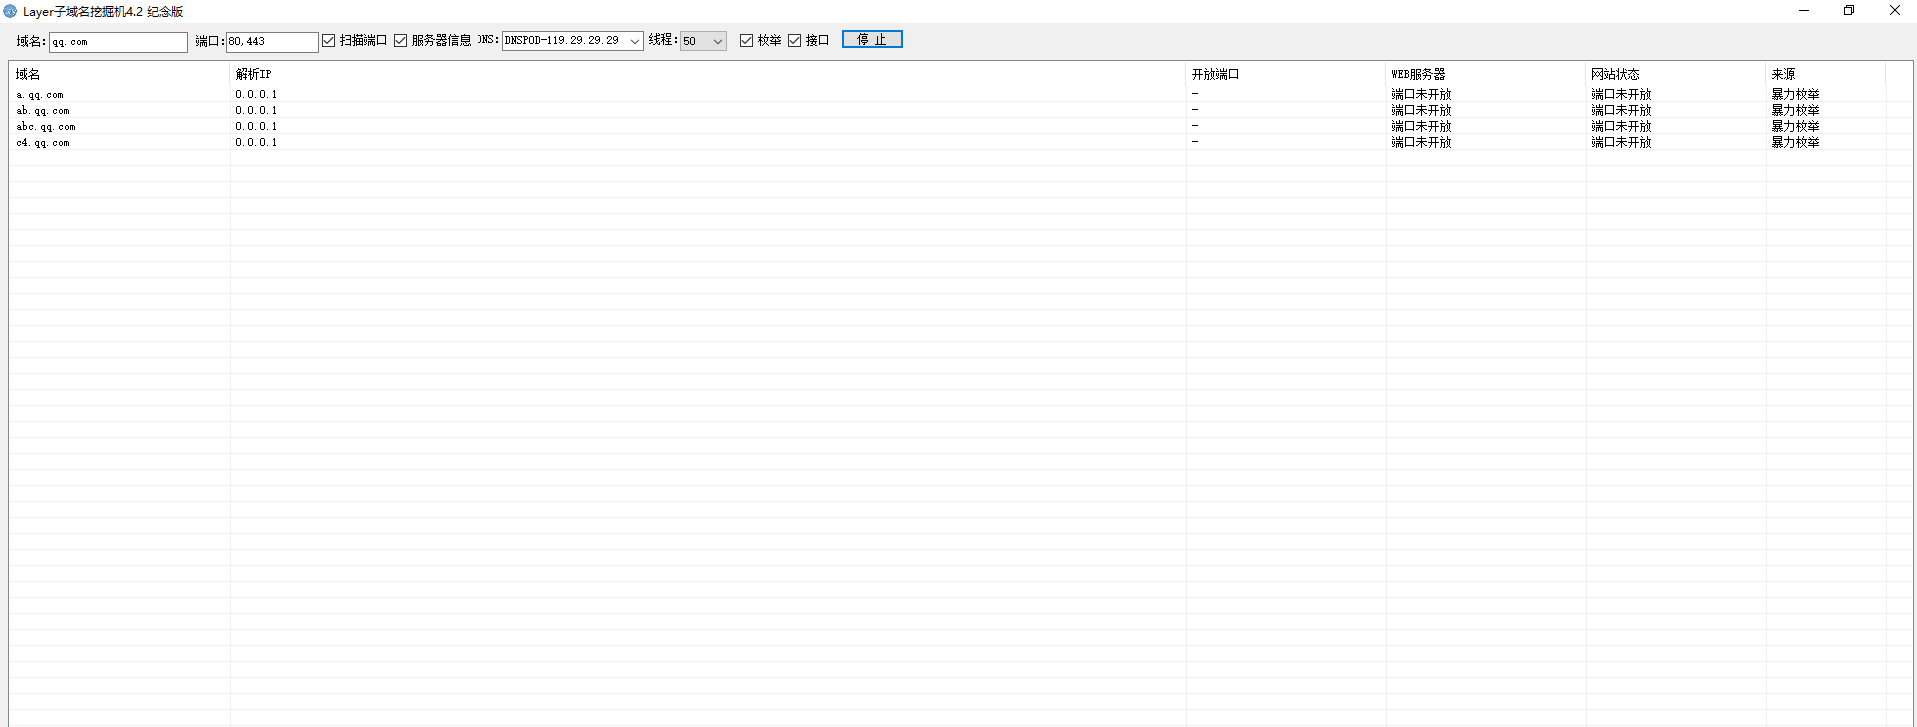 Layer子域名挖掘机4.2 纪念版
域名: qq.com 端口: 80,443 扫描端口 服务器信息 DNS: DNSPOD-119.29.29.29 线程: 50 枚举 接口 停 止
域名 解析IP 开放端口 WEB服务器 网站状态 来源
a.qq.com 0.0.0.1 - 端口未开放 端口未开放 暴力枚举
ab.qq.com 0.0.0.1 - 端口未开放 端口未开放 暴力枚举
abc.qq.com 0.0.0.1 - 端口未开放 端口未开放 暴力枚举
c4.qq.com 0.0.0.1 - 端口未开放 端口未开放 暴力枚举